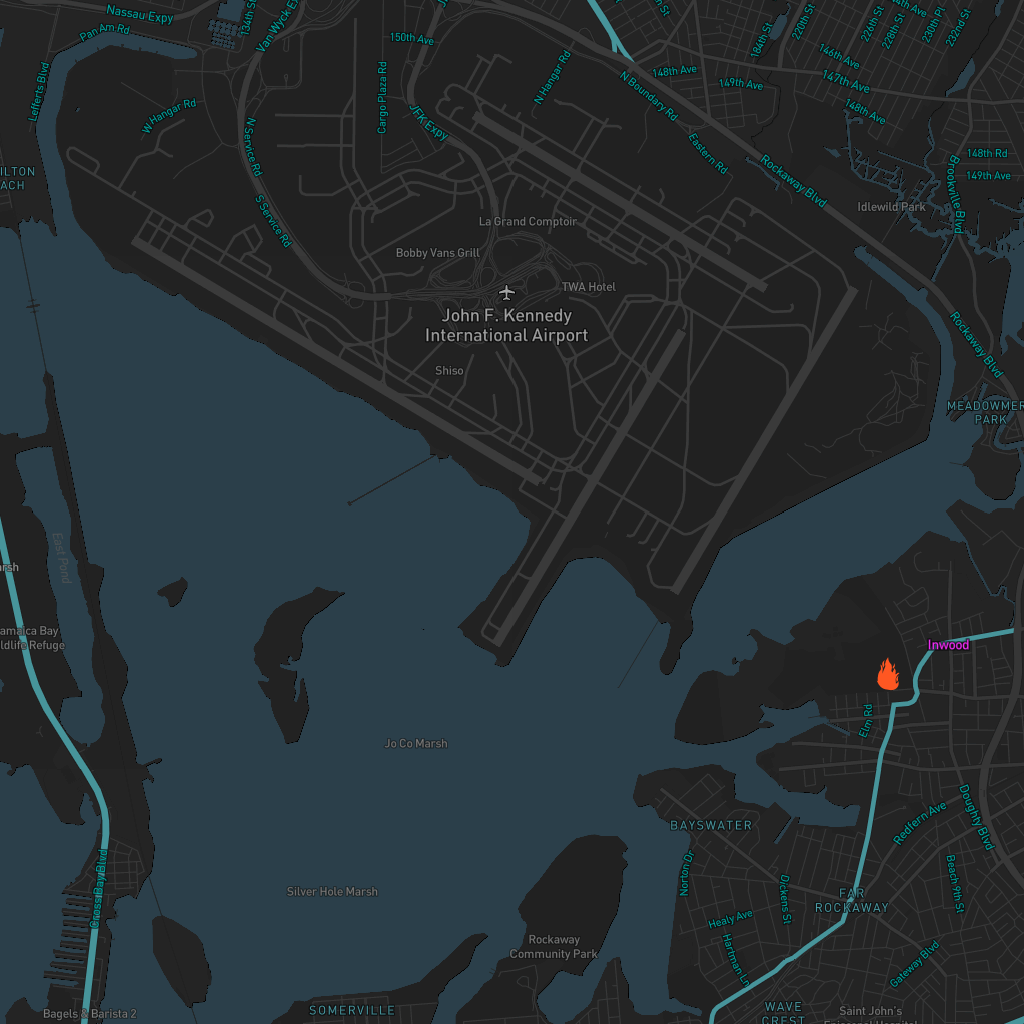 Nassau Expy
Pan Am Rd
134th St
Van Wyck Ex
150th Ave
N Hangar Rd
148th Ave
149th Ave
N Boundary Rd
184th St
220th St
146th Ave
147th Ave
148th Ave
226th St
228th St
230th Pl
232nd St
Lefferts Blvd
W Hangar Rd
Cargo Plaza Rd
JFK Expy
N Service Rd
S Service Rd
Eastern Rd
Rockaway Blvd
148th Rd
149th Ave
Brookville Blvd
Idlewild Park
ILTON
ACH
La Grand Comptoir
Bobby Vans Grill
TWA Hotel
John F. Kennedy
International Airport
Shiso
Rockaway Blvd
MEADOWMER
PARK
East Pond
arsh
amaica Bay
ldlife Refuge
Inwood
Elm Rd
Jo Co Marsh
BAYSWATER
Redfern Ave
Doughty Blvd
Norton Dr
Dickens St
Beach 9th St
FAR
ROCKAWAY
Healy Ave
Hartman Ln
Gateway Blvd
Cross Bay Blvd
Silver Hole Marsh
Rockaway
Community Park
Bagels & Barista 2
SOMERVILLE
WAVE
CREST
Saint John's
Episcopal Hospital